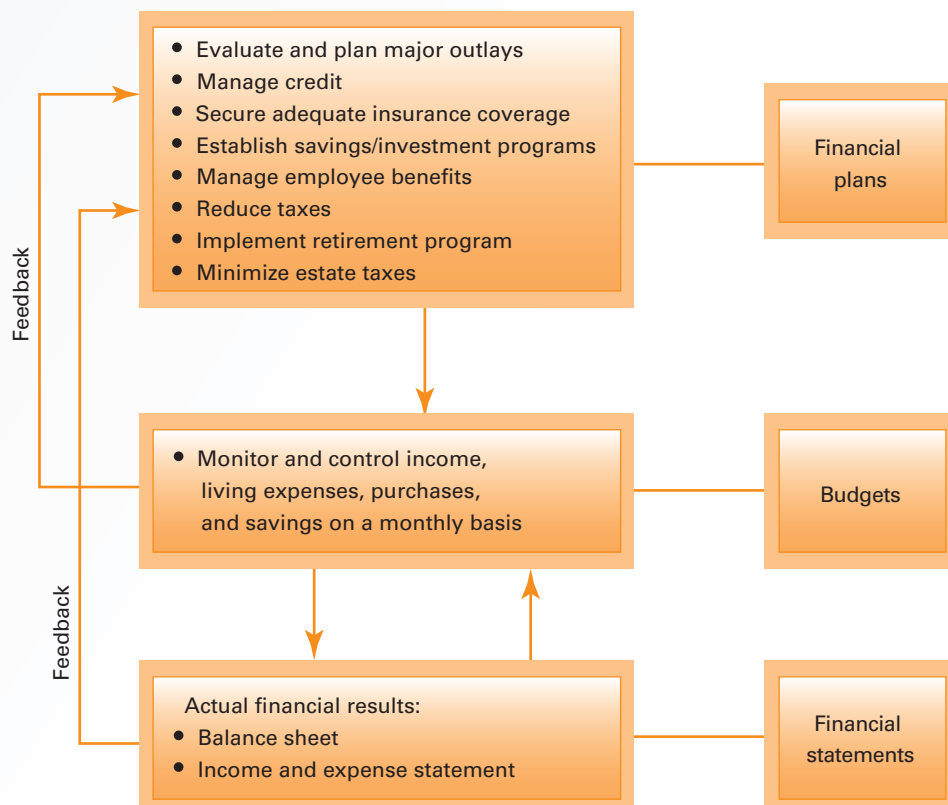 • Evaluate and plan major outlays
• Manage credit
• Secure adequate insurance coverage
• Establish savings/investment programs
• Manage employee benefits
• Reduce taxes
• Implement retirement program
• Minimize estate taxes
Financial
plans
Feedback
• Monitor and control income,
living expenses, purchases,
and savings on a monthly basis
Budgets
Feedback
Actual financial results:
• Balance sheet
• Income and expense statement
Financial
statements